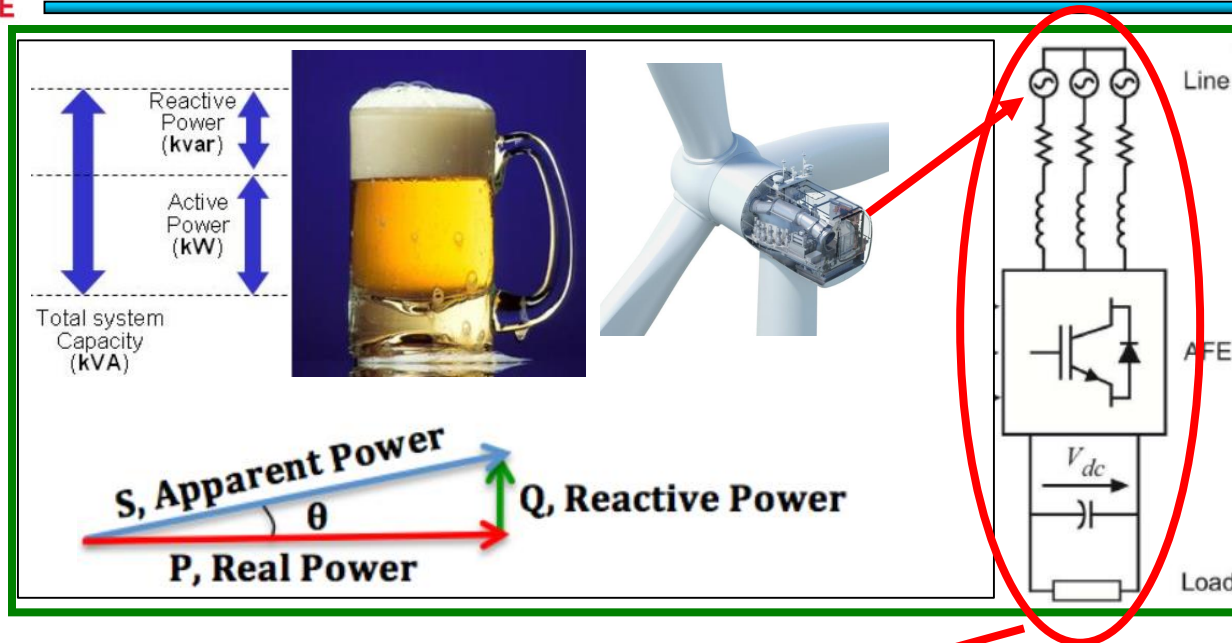 E
Reactive
Power
(kvar)
Active
Power
(kW)
Total system
Capacity
(kVA)
S, Apparent Power
θ
Q, Reactive Power
P, Real Power
Line
AFE
Vdc
Load